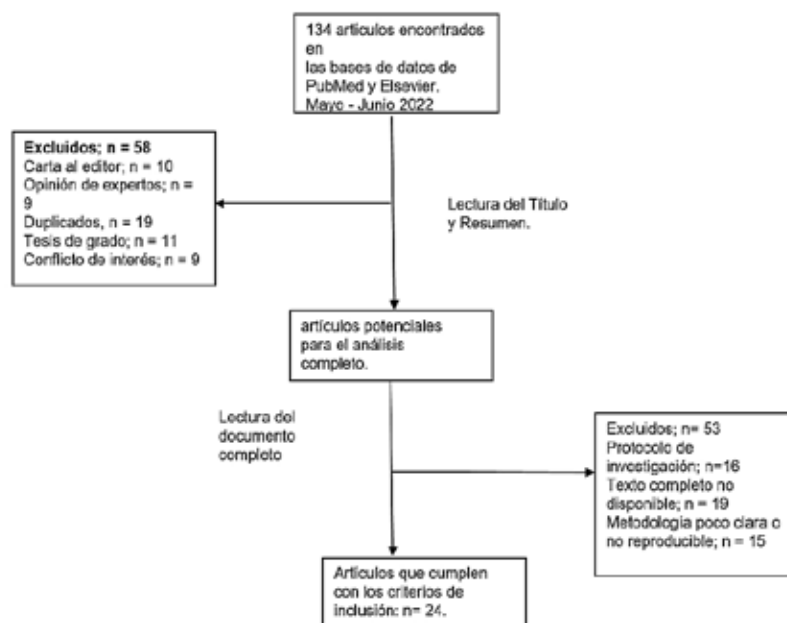 134 artículos encontrados
en
las bases de datos de
PubMed y Elsevier.
Mayo - Junio 2022
Excluidos; n = 58
Carta al editor; n = 10
Opinión de expertos; n =
9
Duplicados, n = 19
Tesis de grado; n = 11
Conflicto de interés; n = 9
Lectura del Título
y Resumen.
artículos potenciales
para el análisis
completo.
Lectura del
documento
completo
Excluidos; n= 53
Protocolo de
investigación; n=16
Texto completo no
disponible; n = 19
Metodología poco clara o
no reproducible; n = 15
Artículos que cumplen
con los criterios de
inclusión: n= 24.